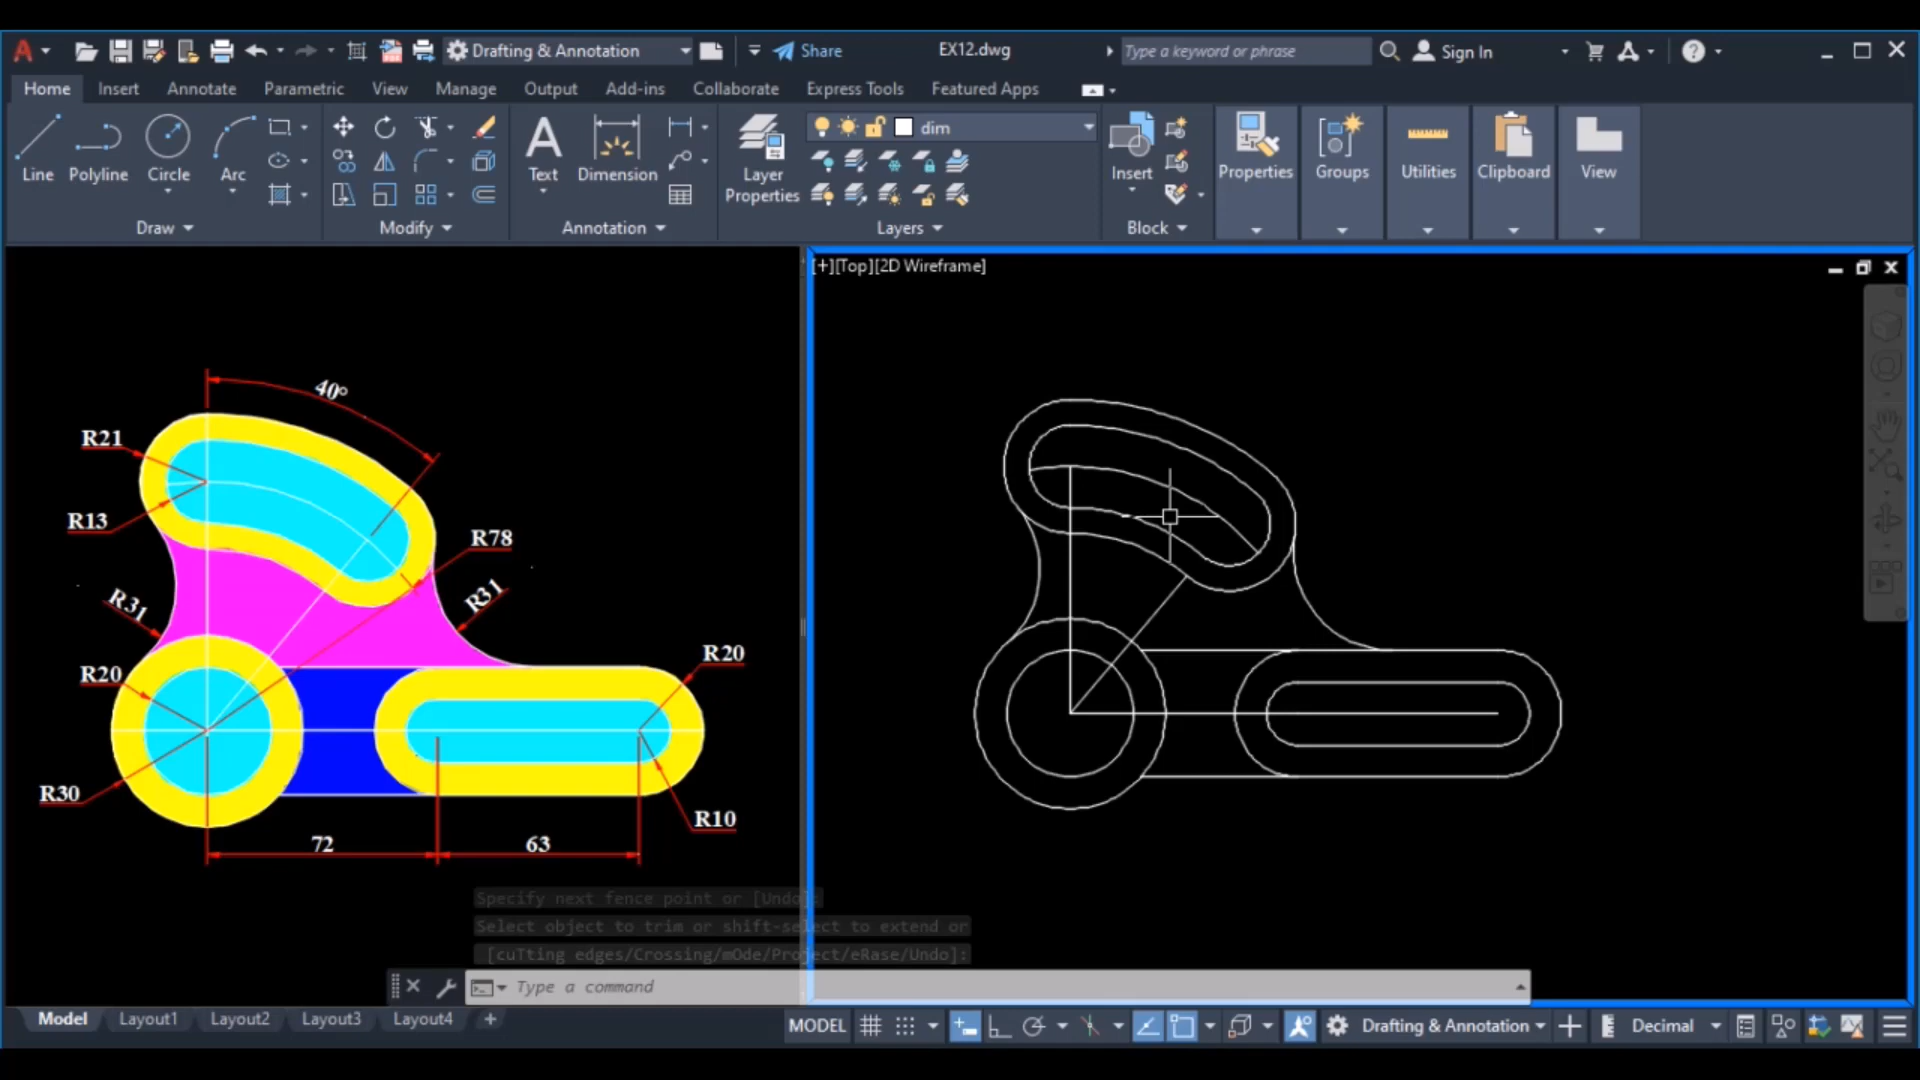 A
Drafting & Annotation
Share
EX12.dwg
Type a keyword or phrase
Sign In
Home Insert Annotate Parametric View Manage Output Add-ins Collaborate Express Tools Featured Apps
Line Polyline Circle Arc
Draw
Modify
A
Text Dimension
Annotation
Layer Properties
dim
Layers
Insert
Block
Properties
Groups
Utilities
Clipboard
View
[+][Top][2D Wireframe]
40°
R21
R13
R78
R31
R31
R20
R20
R30
R10
72
63
Specify next fence point or [Undo]:
Select object to trim or shift-select to extend or
[cuTting edges/Crossing/mOde/Project/eRase/Undo]:
Type a command
Model Layout1 Layout2 Layout3 Layout4 +
MODEL
Drafting & Annotation
Decimal